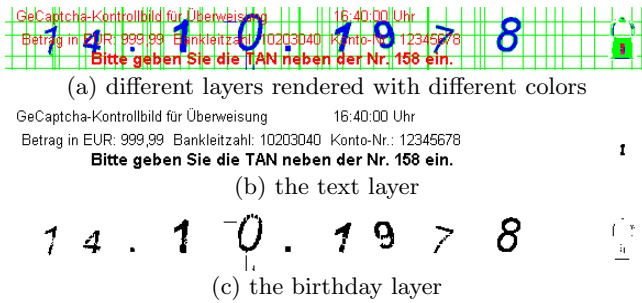 GeCaptcha-Kontrollbild für Überweisung 16:40:00 Uhr
14.10.1978
Betrag in EUR: 999,99 Bankleitzahl: 10203040 Konto-Nr.: 12345678
Bitte geben Sie die TAN neben der Nr. 158 ein.
(a) different layers rendered with different colors
GeCaptcha-Kontrollbild für Überweisung 16:40:00 Uhr
Betrag in EUR: 999,99 Bankleitzahl: 10203040 Konto-Nr.: 12345678
Bitte geben Sie die TAN neben der Nr. 158 ein.
(b) the text layer
14.10.1978
(c) the birthday layer